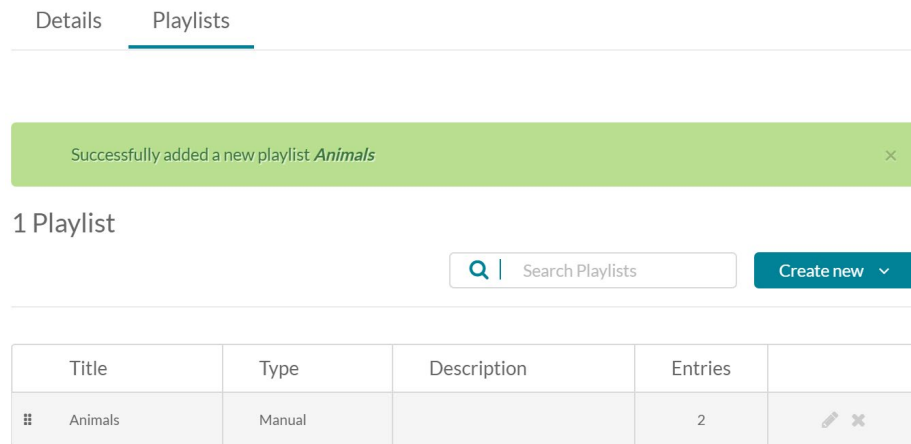 Details Playlists
Successfully added a new playlist Animals ×
1 Playlist
Search Playlists Create new
Title Type Description Entries
Animals Manual 2